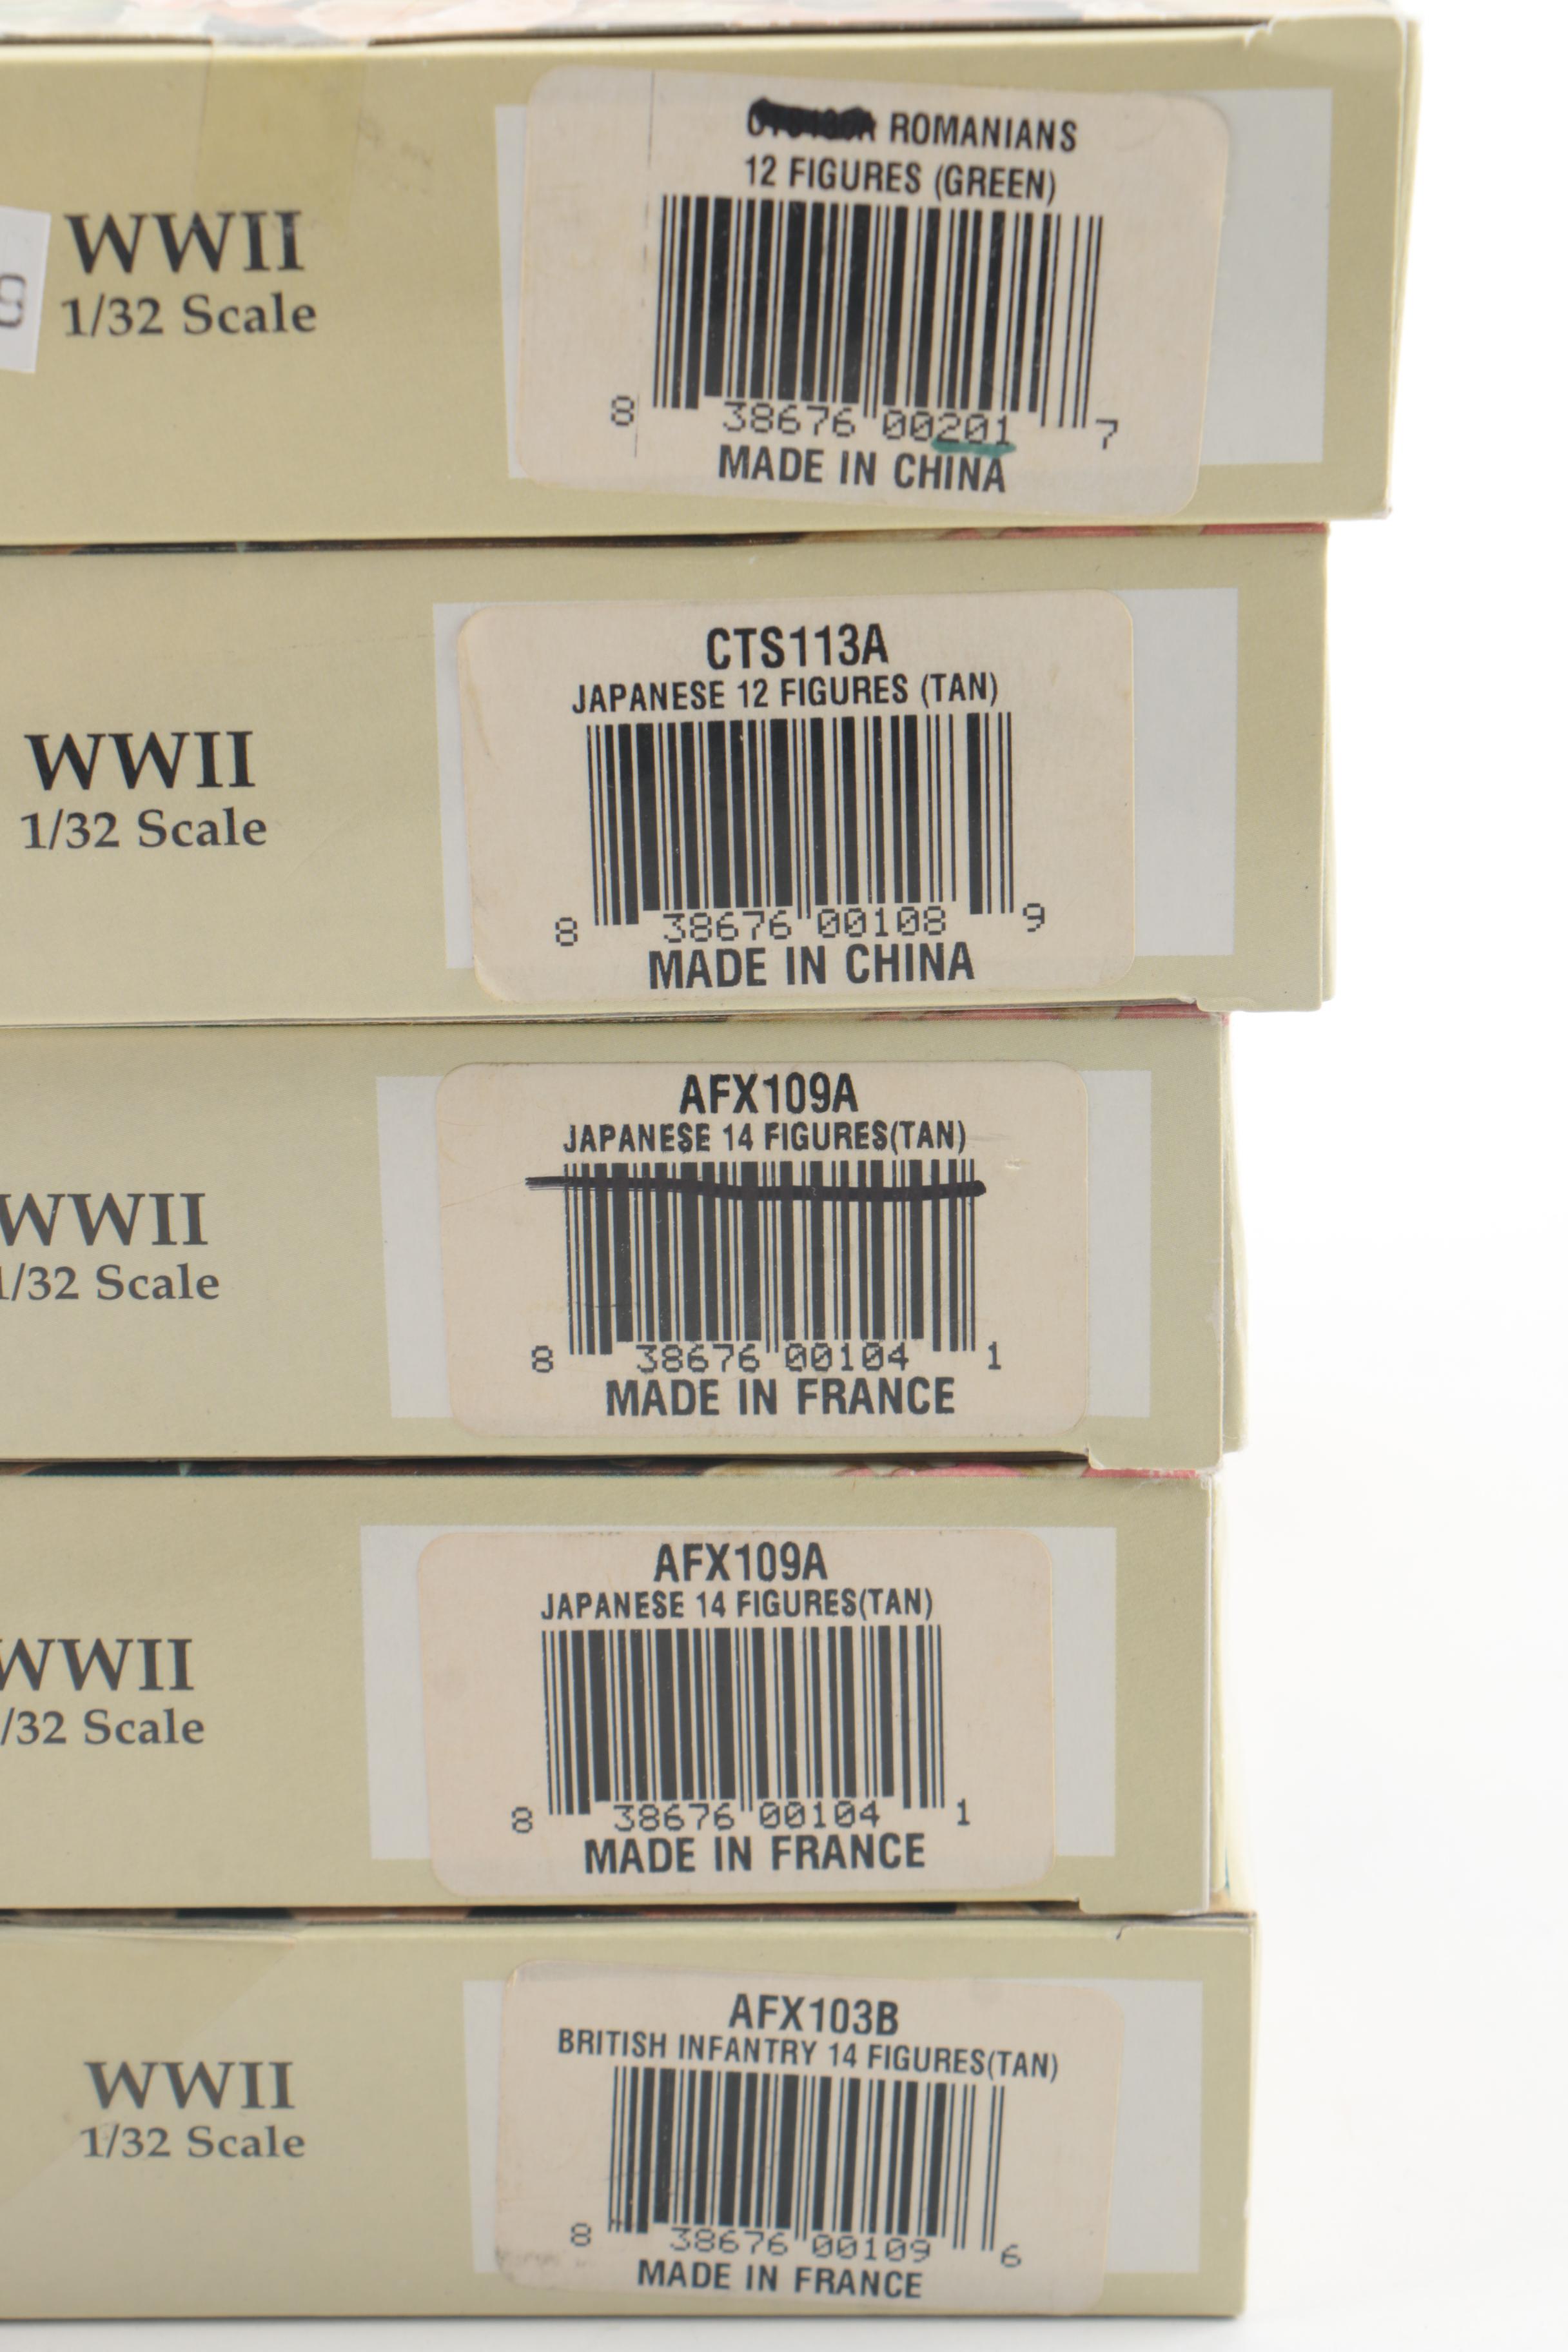 ROMANIANS
12 FIGURES (GREEN)
8 38676 00201 7
MADE IN CHINA
8
WWII
1/32 Scale
CTS113A
JAPANESE 12 FIGURES (TAN)
8 38676 00108 9
MADE IN CHINA
WWII
1/32 Scale
AFX109A
JAPANESE 14 FIGURES(TAN)
8 38676 00104 1
MADE IN FRANCE
WWII
1/32 Scale
AFX109A
JAPANESE 14 FIGURES(TAN)
8 38676 00104 1
MADE IN FRANCE
WWII
/32 Scale
AFX103B
BRITISH INFANTRY 14 FIGURES(TAN)
8 38676 00109 6
MADE IN FRANCE
WWII
1/32 Scale